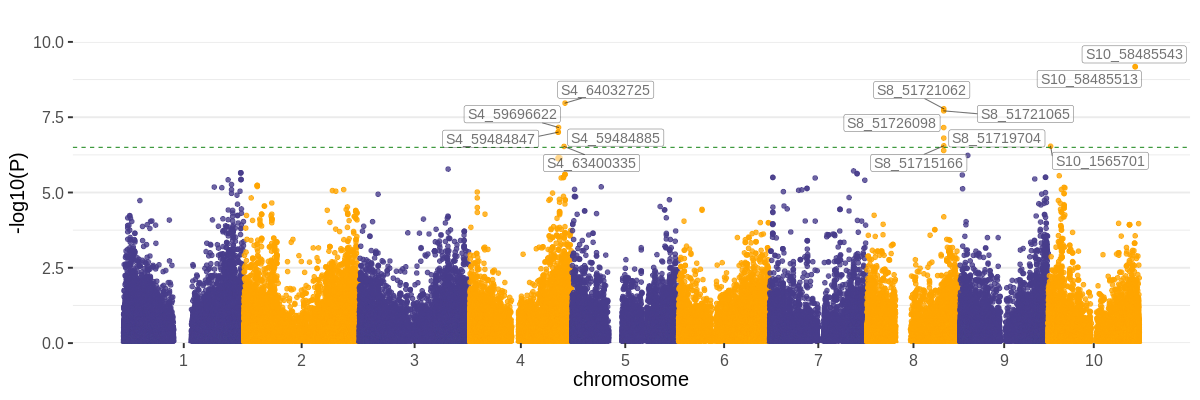 10.0
S10_58485543
S10_58485513
S4_64032725
S8_51721062
7.5
S4_59696622
S8_51721065
S8_51726098
S4_59484847
S4_59484885
S8_51719704
S4_63400335
S8_51715166
S10_1565701
-log10(P)
5.0
2.5
0.0
1 2 3 4 5 6 7 8 9 10
chromosome